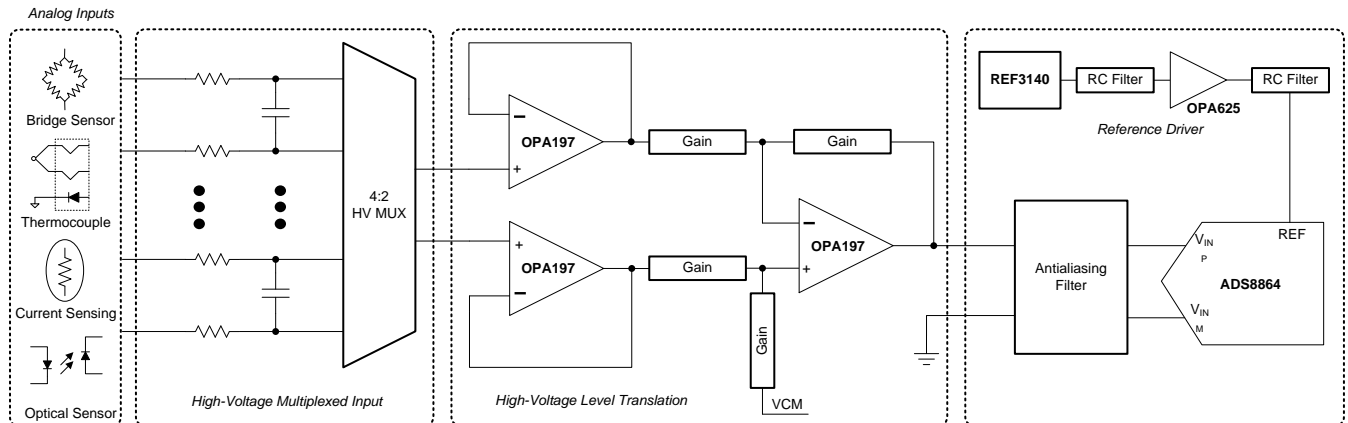 Analog Inputs
Bridge Sensor
Thermocouple
Current Sensing
Optical Sensor
4:2
HV MUX
High-Voltage Multiplexed Input
−
OPA197
+
+
OPA197
−
Gain
Gain
Gain
Gain
−
OPA197
+
VCM
High-Voltage Level Translation
REF3140
RC Filter
OPA625
RC Filter
Reference Driver
Antialiasing
Filter
REF
VIN
P
ADS8864
VIN
M